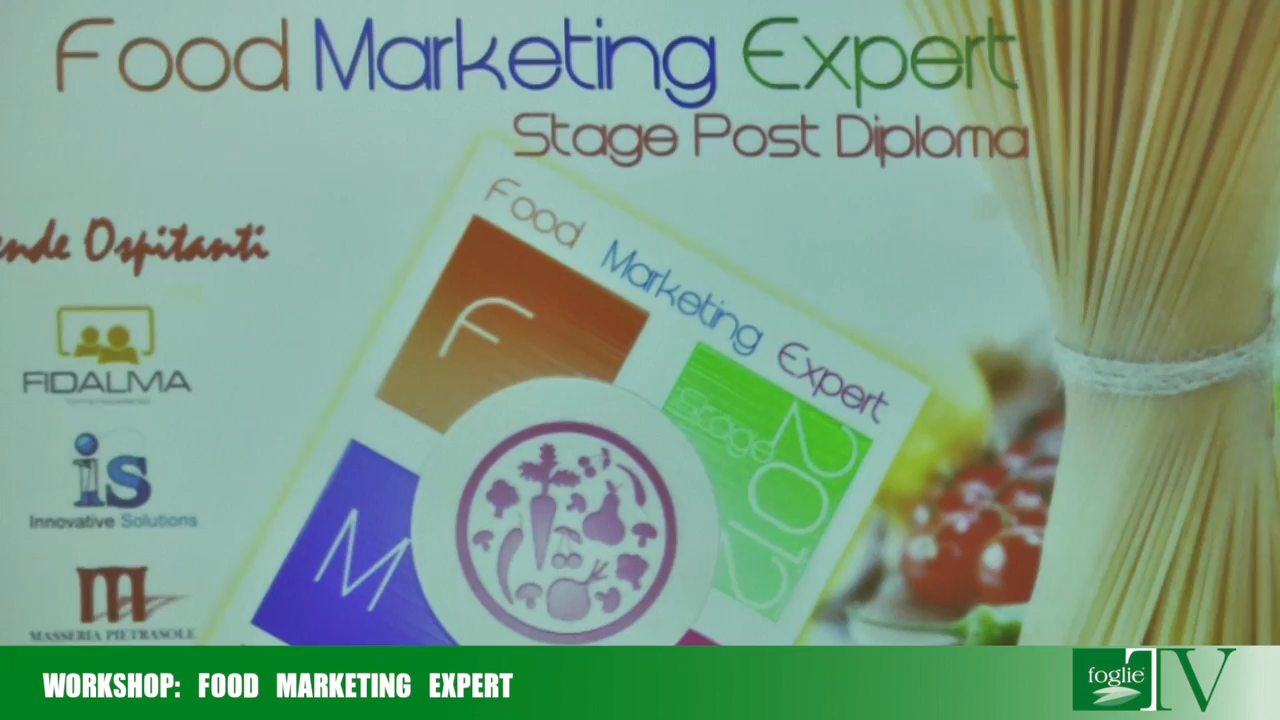 Food Marketing Expert
Stage Post Diploma
ende Ospitanti
Food Marketing Expert
F
Stage
2015
FIDALMA
is
Innovative Solutions
M
M
MASSERIA PIETRASOLE
WORKSHOP: FOOD MARKETING EXPERT
foglie TV